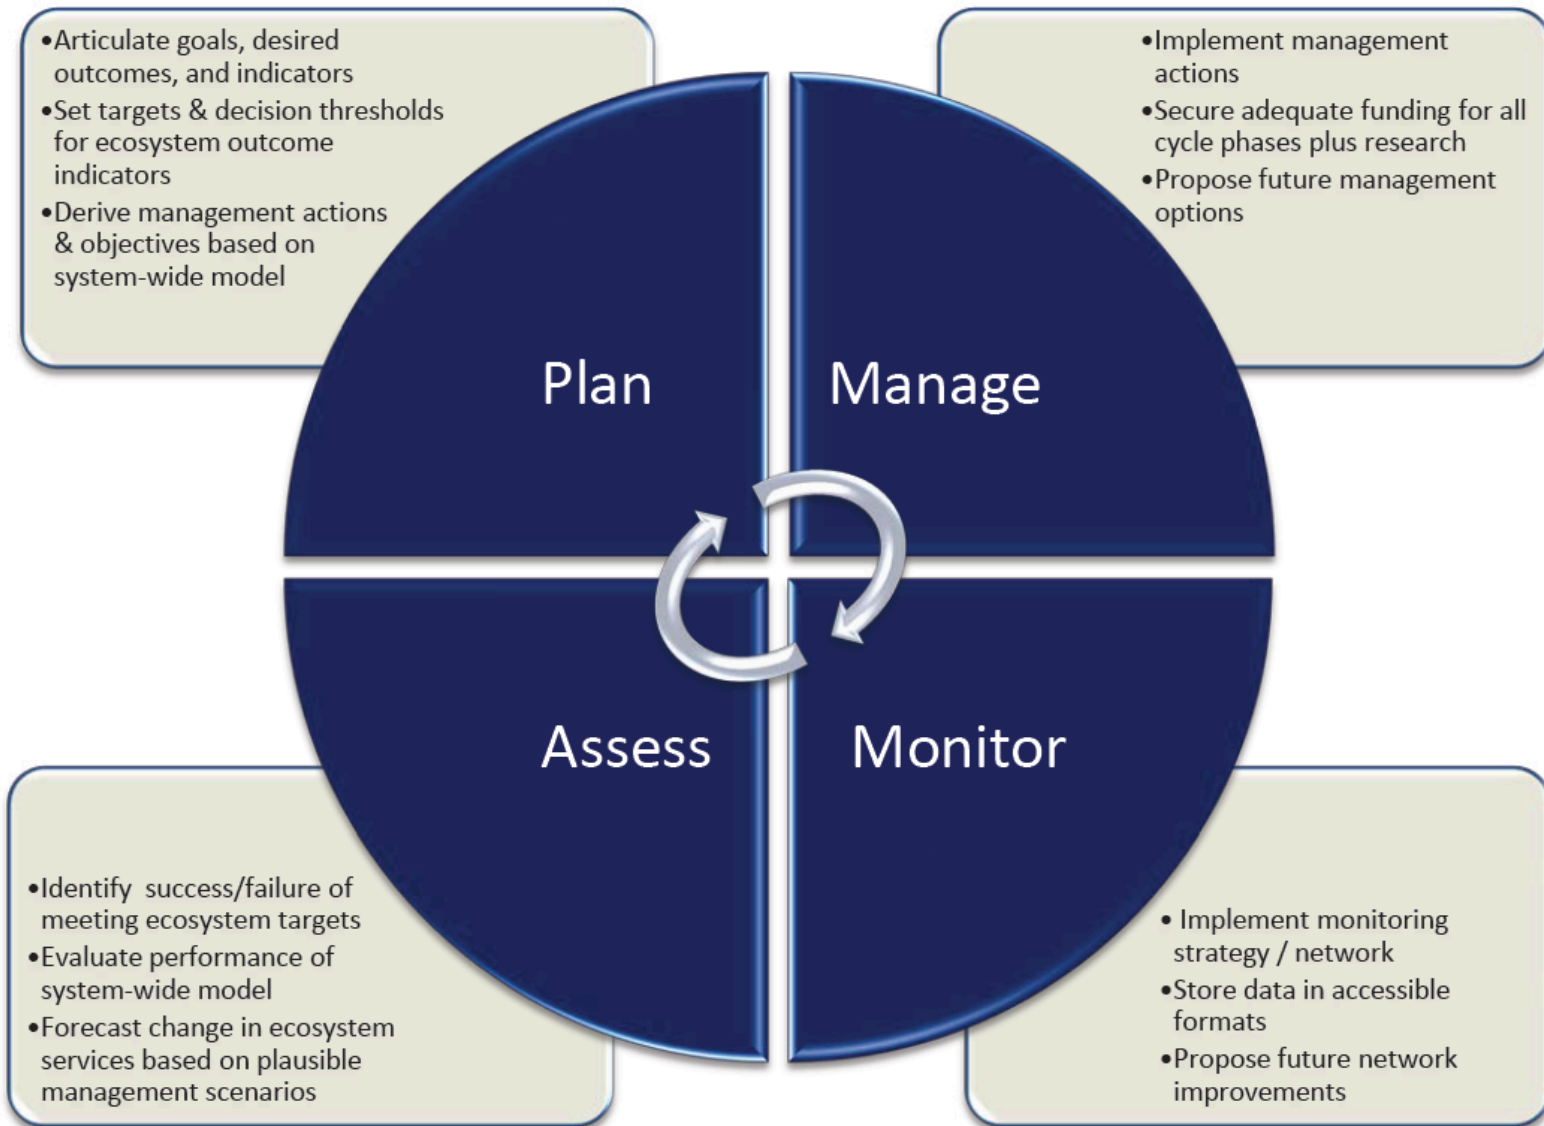 •Articulate goals, desired
outcomes, and indicators
•Set targets & decision thresholds
for ecosystem outcome
indicators
•Derive management actions
& objectives based on
system-wide model
•Implement management
actions
•Secure adequate funding for all
cycle phases plus research
•Propose future management
options
Plan
Manage
Assess
Monitor
•Identify success/failure of
meeting ecosystem targets
•Evaluate performance of
system-wide model
•Forecast change in ecosystem
services based on plausible
management scenarios
• Implement monitoring
strategy / network
•Store data in accessible
formats
•Propose future network
improvements